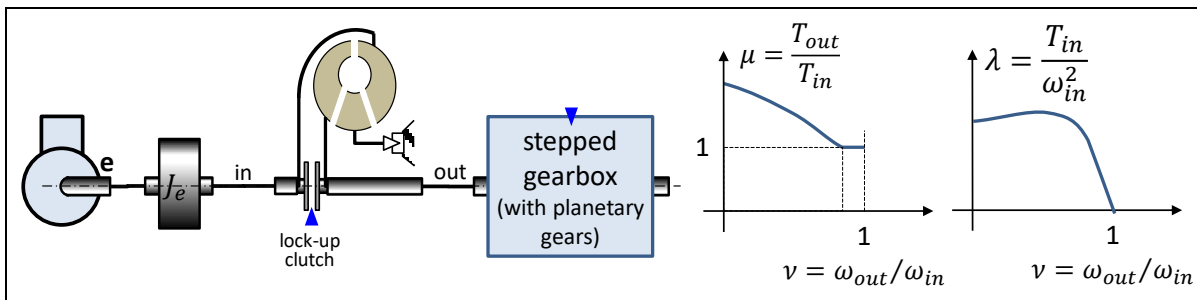 e
J_e
in
lock-up
clutch
out
stepped
gearbox
(with planetary
gears)
μ = T_out/T_in
1
1
ν = ω_out/ω_in
λ = T_in/ω_in^2
1
ν = ω_out/ω_in